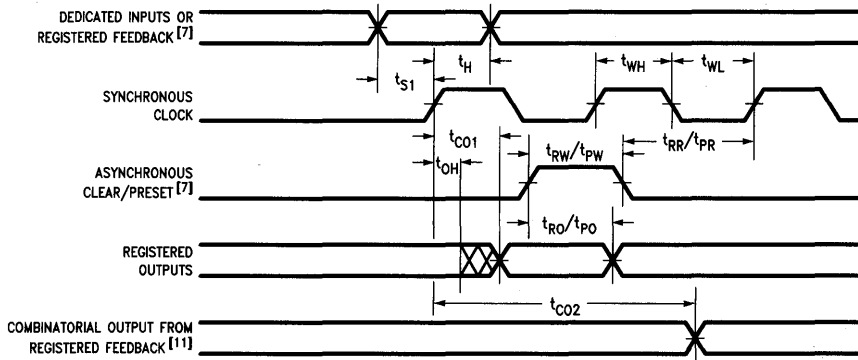 DEDICATED INPUTS OR
REGISTERED FEEDBACK [7]
tS1
tH
tWH
tWL
SYNCHRONOUS
CLOCK
tCO1
tOH
tRW/tPW
tRR/tPR
ASYNCHRONOUS
CLEAR/PRESET [7]
tRO/tPO
REGISTERED
OUTPUTS
tCO2
COMBINATORIAL OUTPUT FROM
REGISTERED FEEDBACK [11]